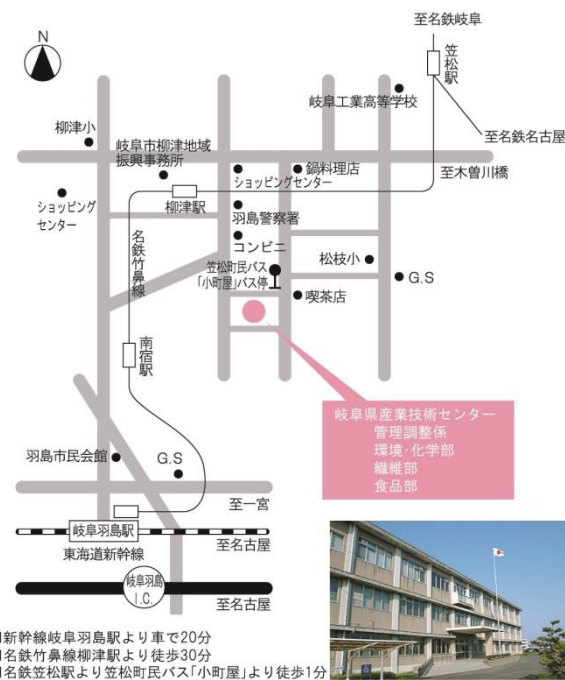 至名鉄岐阜
N
笠松駅
岐阜工業高等学校
柳津小
岐阜市柳津地域
振興事務所
至名鉄名古屋
鍋料理店
至木曽川橋
ショッピングセンター
柳津駅
ショッピング
センター
羽島警察署
コンビニ
名鉄竹鼻線
笠松町民バス
「小町屋」バス停
松枝小
G.S
喫茶店
南宿駅
岐阜県産業技術センター
管理調整係
環境・化学部
繊維部
食品部
羽島市民会館
G.S
至一宮
岐阜羽島駅
至名古屋
東海道新幹線
岐阜羽島
I.C.
至名古屋
新幹線岐阜羽島駅より車で20分
名鉄竹鼻線柳津駅より徒歩30分
名鉄笠松駅より笠松町民バス「小町屋」より徒歩1分